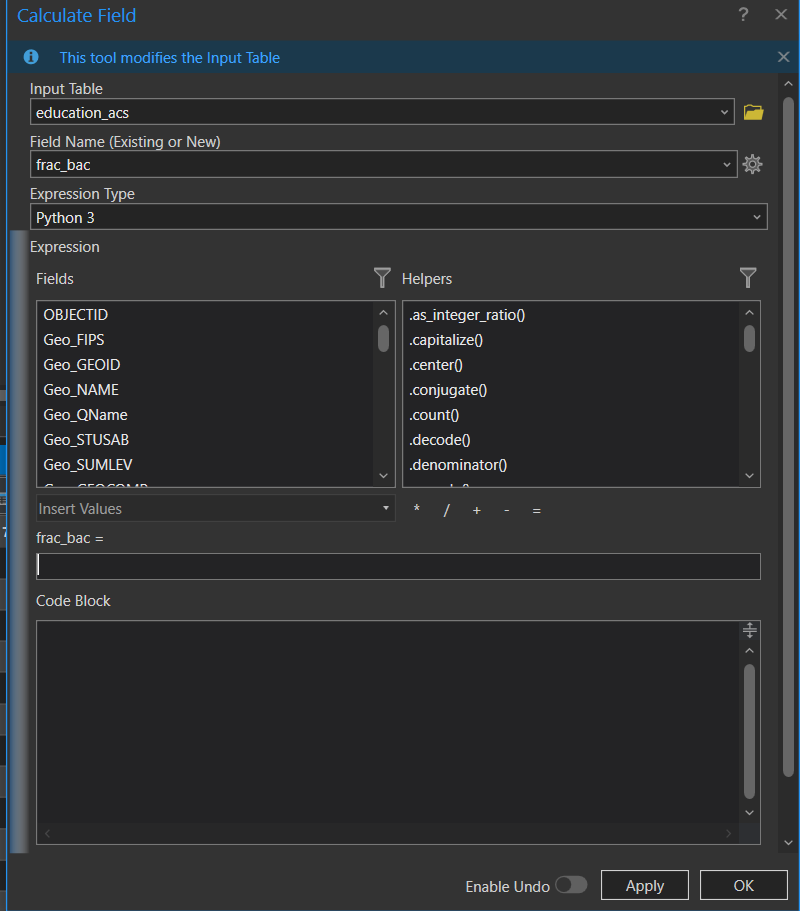 Calculate Field
?
This tool modifies the Input Table
Input Table
education_acs
Field Name (Existing or New)
frac_bac
Expression Type
Python 3
Expression
Fields
Helpers
OBJECTID
Geo_FIPS
Geo_GEOID
Geo_NAME
Geo_QName
Geo_STUSAB
Geo_SUMLEV
.as_integer_ratio()
.capitalize()
.center()
.conjugate()
.count()
.decode()
.denominator()
Insert Values
* / + - =
frac_bac =
Code Block
Enable Undo
Apply
OK